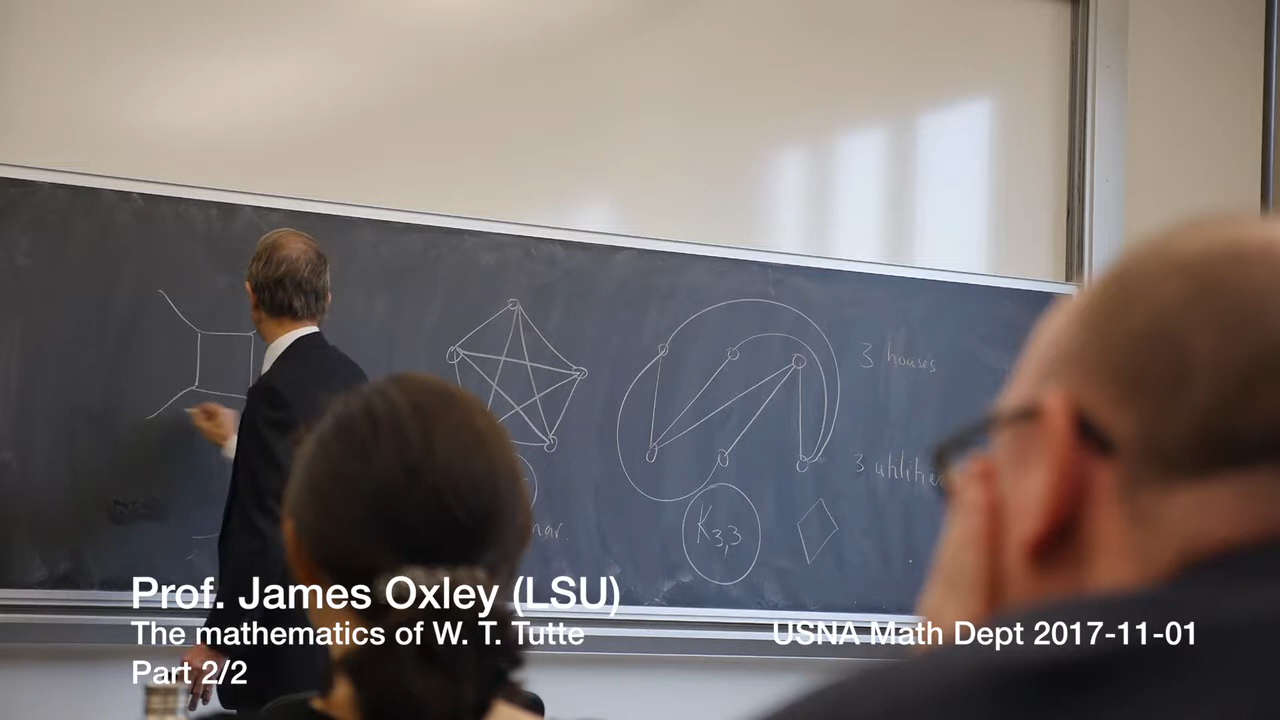 3 houses
3 utilities
K3,3
Prof. James Oxley (LSU)
The mathematics of W. T. Tutte
Part 2/2
USNA Math Dept 2017-11-01